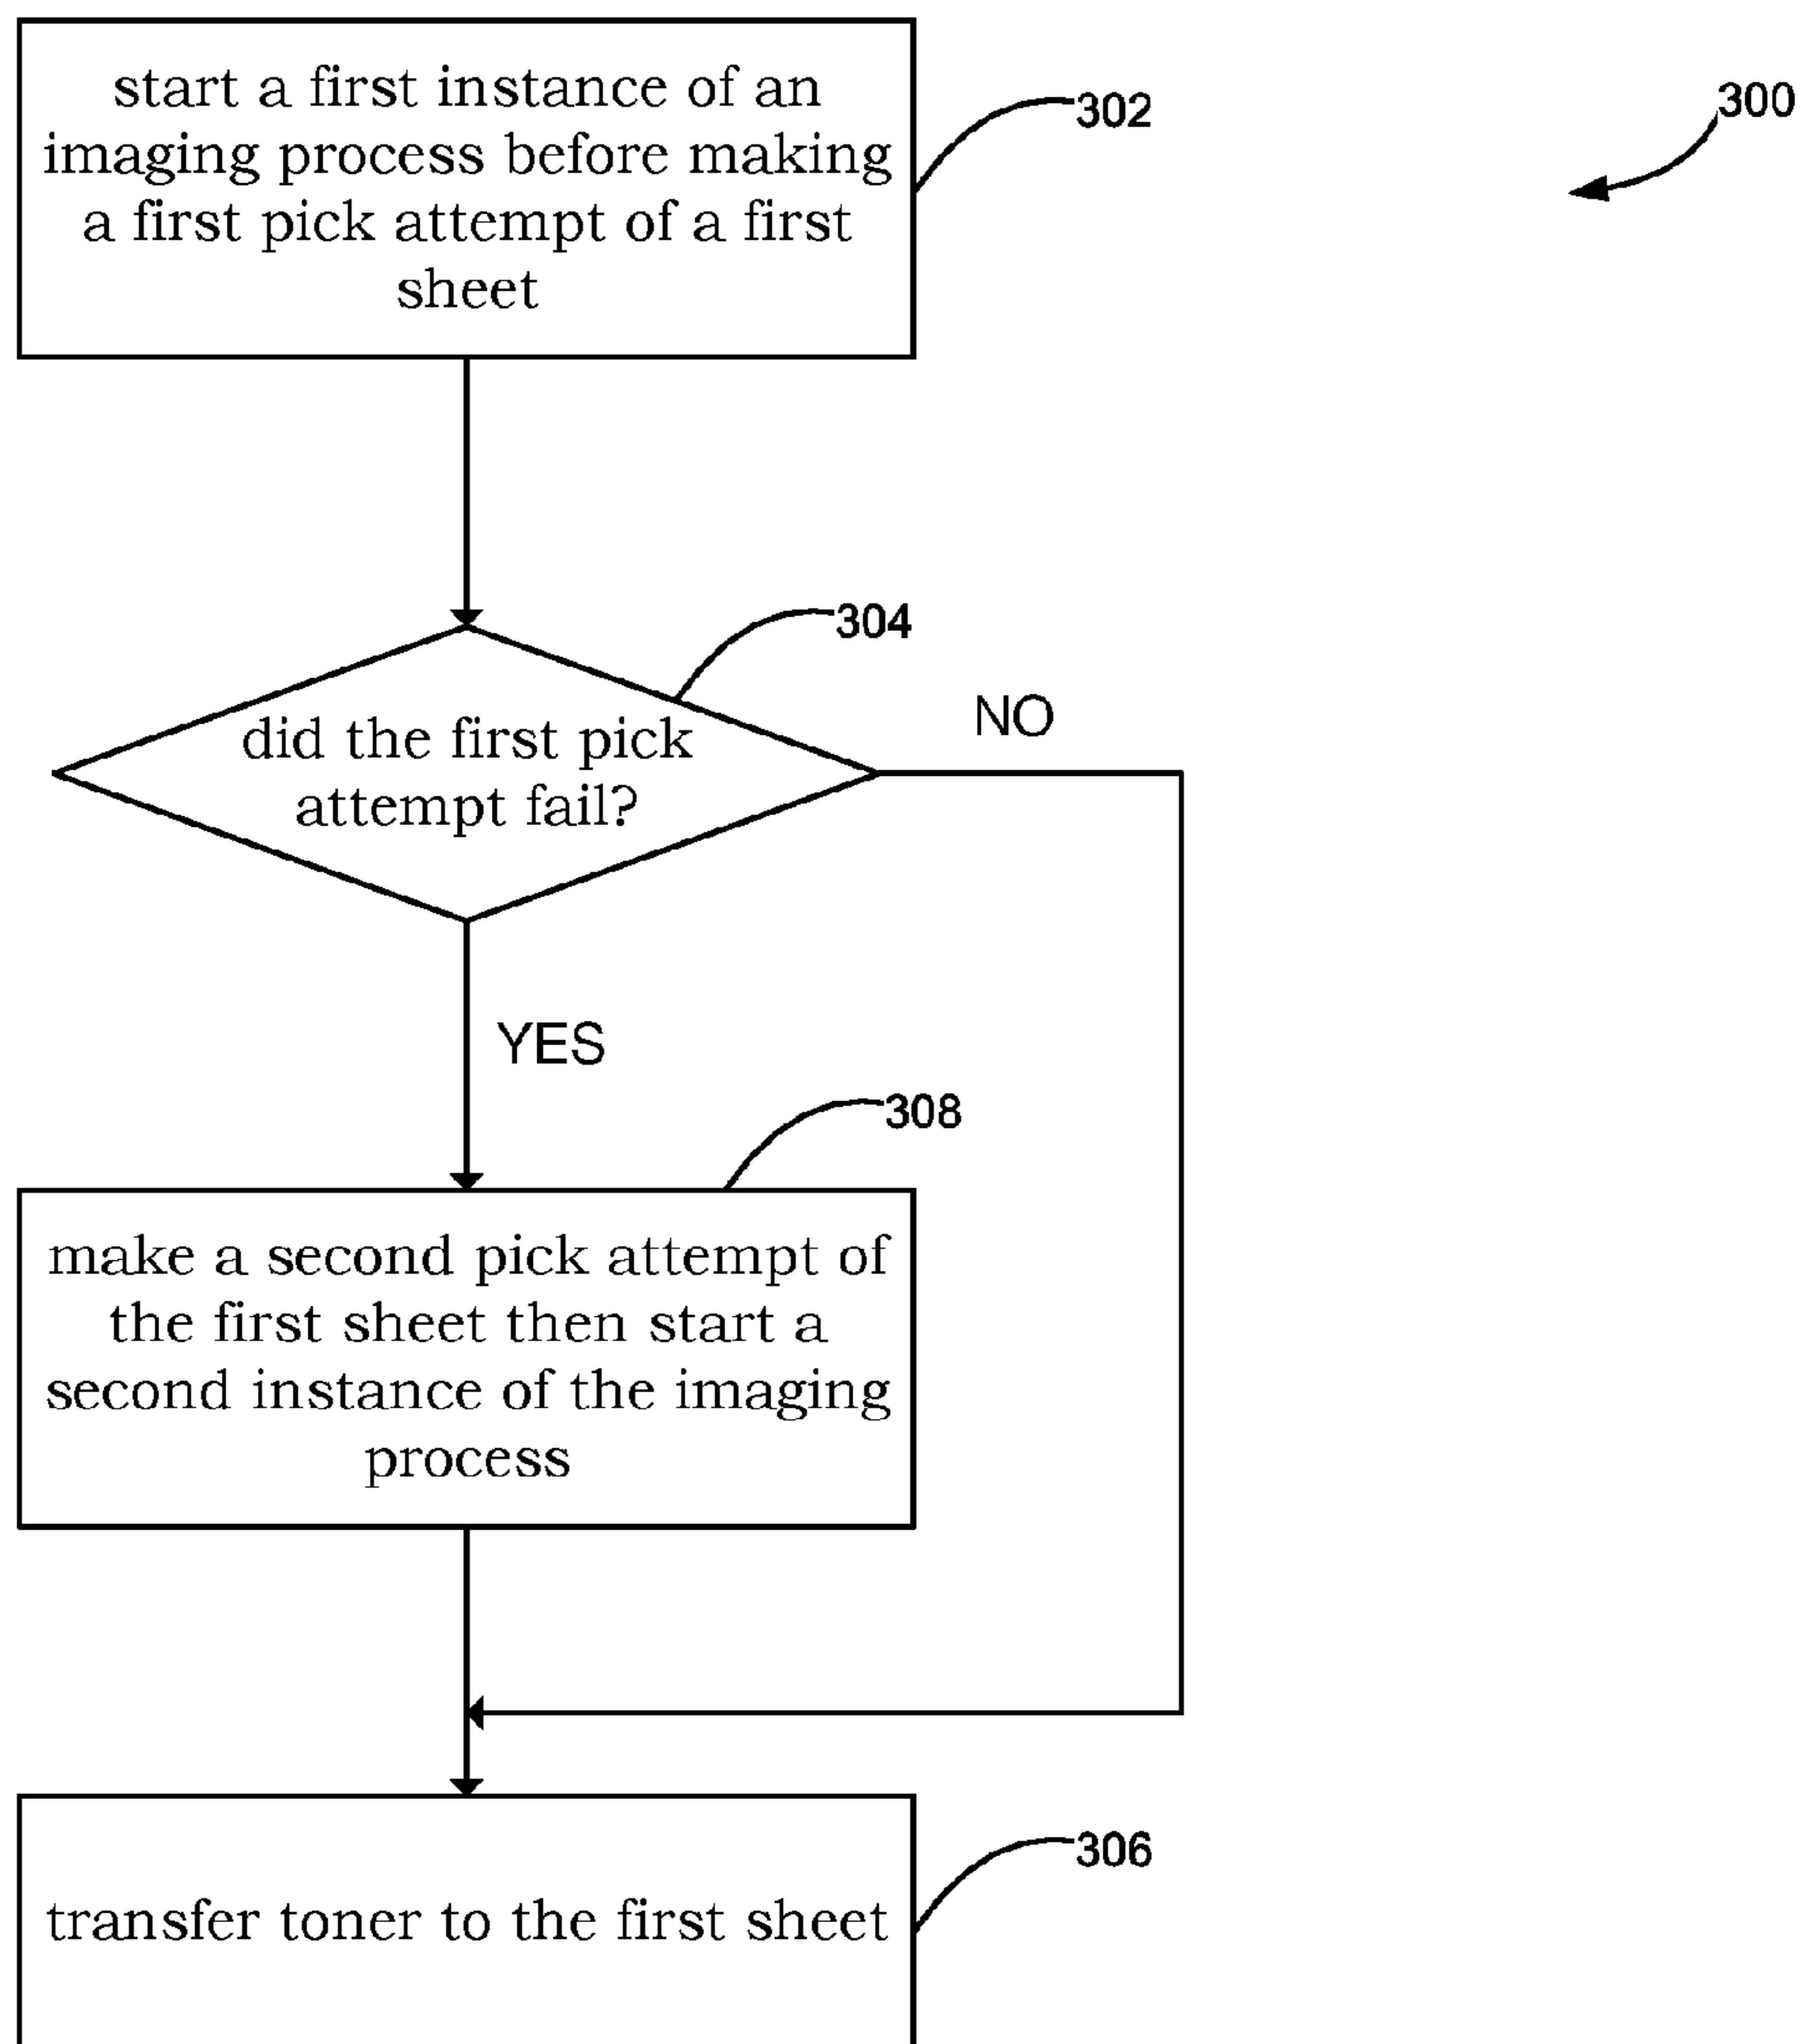 start a first instance of an
imaging process before making
a first pick attempt of a first
sheet
302
300
304
did the first pick
attempt fail?
NO
YES
308
make a second pick attempt of
the first sheet then start a
second instance of the imaging
process
306
transfer toner to the first sheet